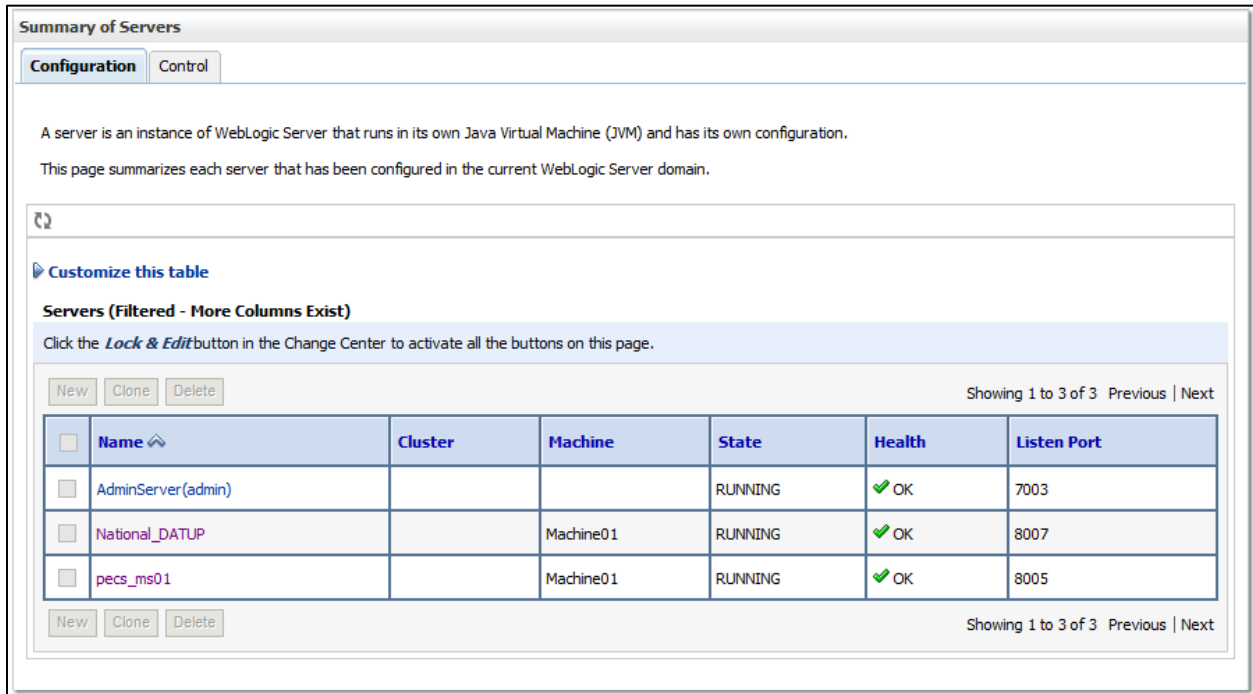 Summary of Servers
Configuration Control
A server is an instance of WebLogic Server that runs in its own Java Virtual Machine (JVM) and has its own configuration.
This page summarizes each server that has been configured in the current WebLogic Server domain.
Customize this table
Servers (Filtered - More Columns Exist)
Click the Lock & Edit button in the Change Center to activate all the buttons on this page.
New Clone Delete Showing 1 to 3 of 3 Previous | Next
Name Cluster Machine State Health Listen Port
AdminServer(admin) RUNNING OK 7003
National_DATUP Machine01 RUNNING OK 8007
pecs_ms01 Machine01 RUNNING OK 8005
New Clone Delete Showing 1 to 3 of 3 Previous | Next